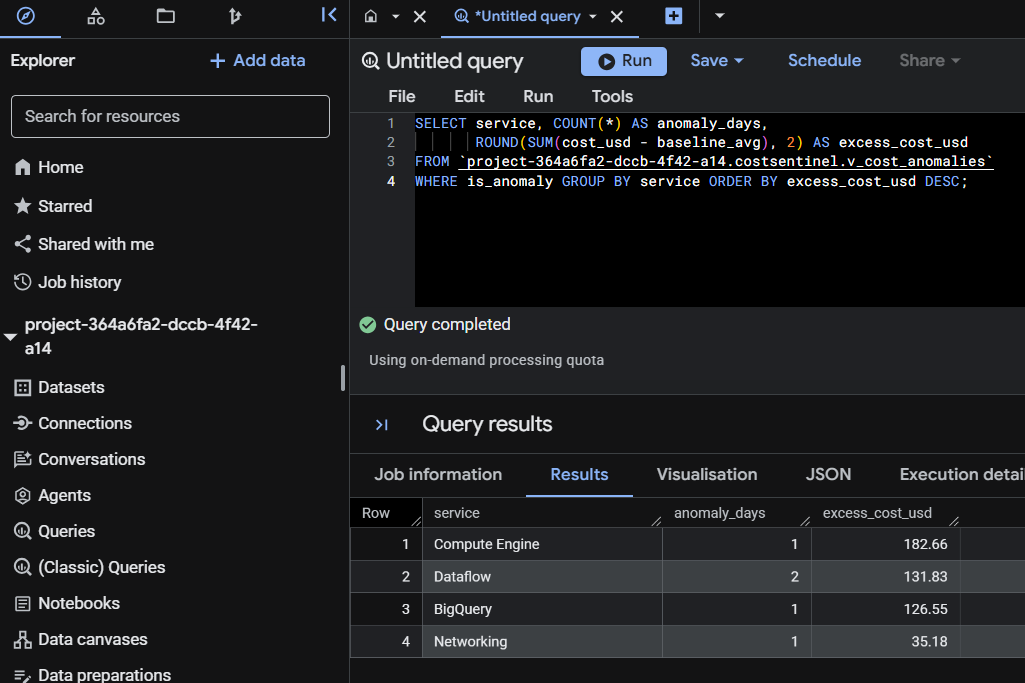 *Untitled query
Explorer
+ Add data
Search for resources
Home
Starred
Shared with me
Job history
project-364a6fa2-dccb-4f42-
a14
Datasets
Connections
Conversations
Agents
Queries
(Classic) Queries
Notebooks
Data canvases
Data preparations
Untitled query
Run
Save
Schedule
Share
File Edit Run Tools
1 SELECT service, COUNT(*) AS anomaly_days,
2 ROUND(SUM(cost_usd - baseline_avg), 2) AS excess_cost_usd
3 FROM `project-364a6fa2-dccb-4f42-a14.costsentinel.v_cost_anomalies`
4 WHERE is_anomaly GROUP BY service ORDER BY excess_cost_usd DESC;
Query completed
Using on-demand processing quota
Query results
Job information Results Visualisation JSON Execution detai
Row service anomaly_days excess_cost_usd
1 Compute Engine 1 182.66
2 Dataflow 2 131.83
3 BigQuery 1 126.55
4 Networking 1 35.18